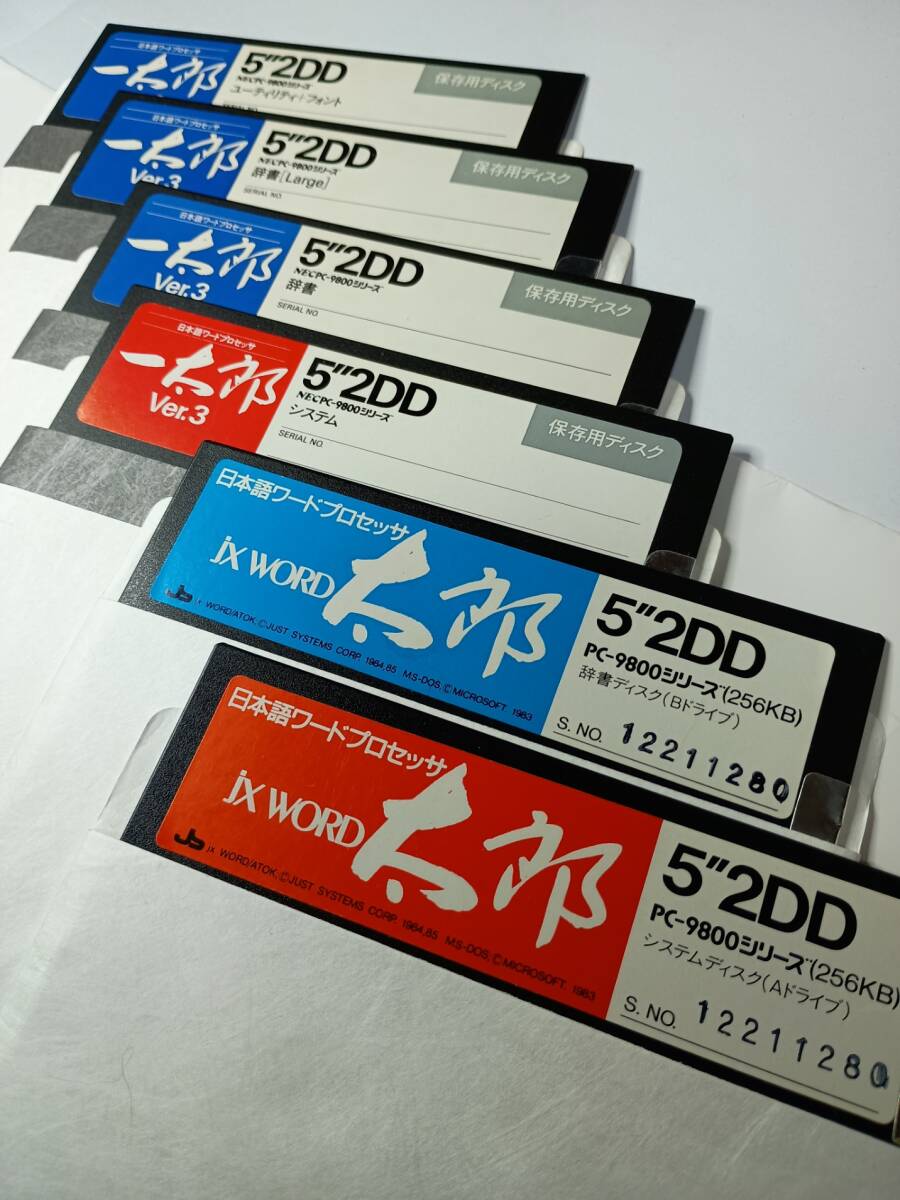 日本語ワードプロセッサ
一太郎
5"2DD
NEC PC-9800シリーズ
ユーティリティ+フォント
保存用ディスク
日本語ワードプロセッサ
一太郎
Ver.3
5"2DD
NEC PC-9800シリーズ
辞書[Large]
SERIAL NO.
保存用ディスク
日本語ワードプロセッサ
一太郎
Ver.3
5"2DD
NEC PC-9800シリーズ
辞書
SERIAL NO.
保存用ディスク
日本語ワードプロセッサ
一太郎
Ver.3
5"2DD
NEC PC-9800シリーズ
システム
SERIAL NO.
保存用ディスク
日本語ワードプロセッサ
jX WORD 太郎
jx WORD/ATOK,©JUST SYSTEMS CORP. 1984,85 MS-DOS,©MICROSOFT 1983
5"2DD
PC-9800シリーズ(256KB)
辞書ディスク(Bドライブ)
S. NO. 12211280
日本語ワードプロセッサ
jX WORD 太郎
jx WORD/ATOK,©JUST SYSTEMS CORP. 1984,85 MS-DOS,©MICROSOFT. 1983
5"2DD
PC-9800シリーズ(256KB)
システムディスク(Aドライブ)
S. NO. 12211280